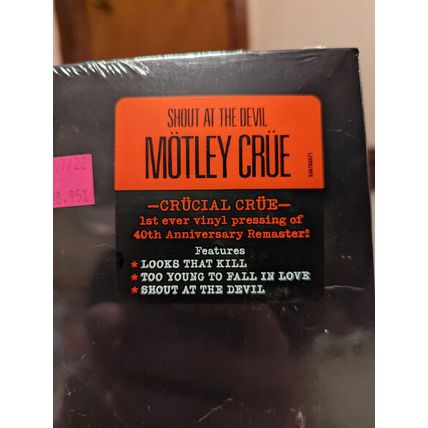 SHOUT AT THE DEVIL
MÖTLEY CRÜE
—CRÜCIAL CRÜE—
1st ever vinyl pressing of
40th Anniversary Remaster!
Features
★ LOOKS THAT KILL
★ TOO YOUNG TO FALL IN LOVE
★ SHOUT AT THE DEVIL